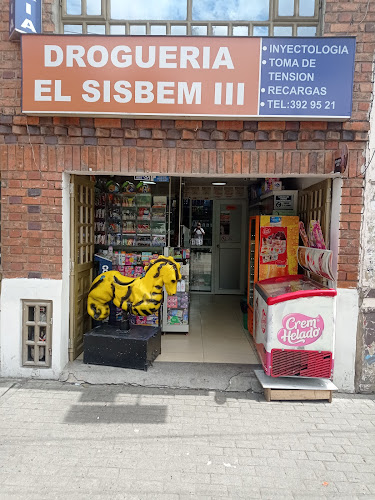 A
DROGUERIA
EL SISBEM III
• INYECTOLOGIA
• TOMA DE
TENSION
• RECARGAS
• TEL:392 95 21
Crem
Helado